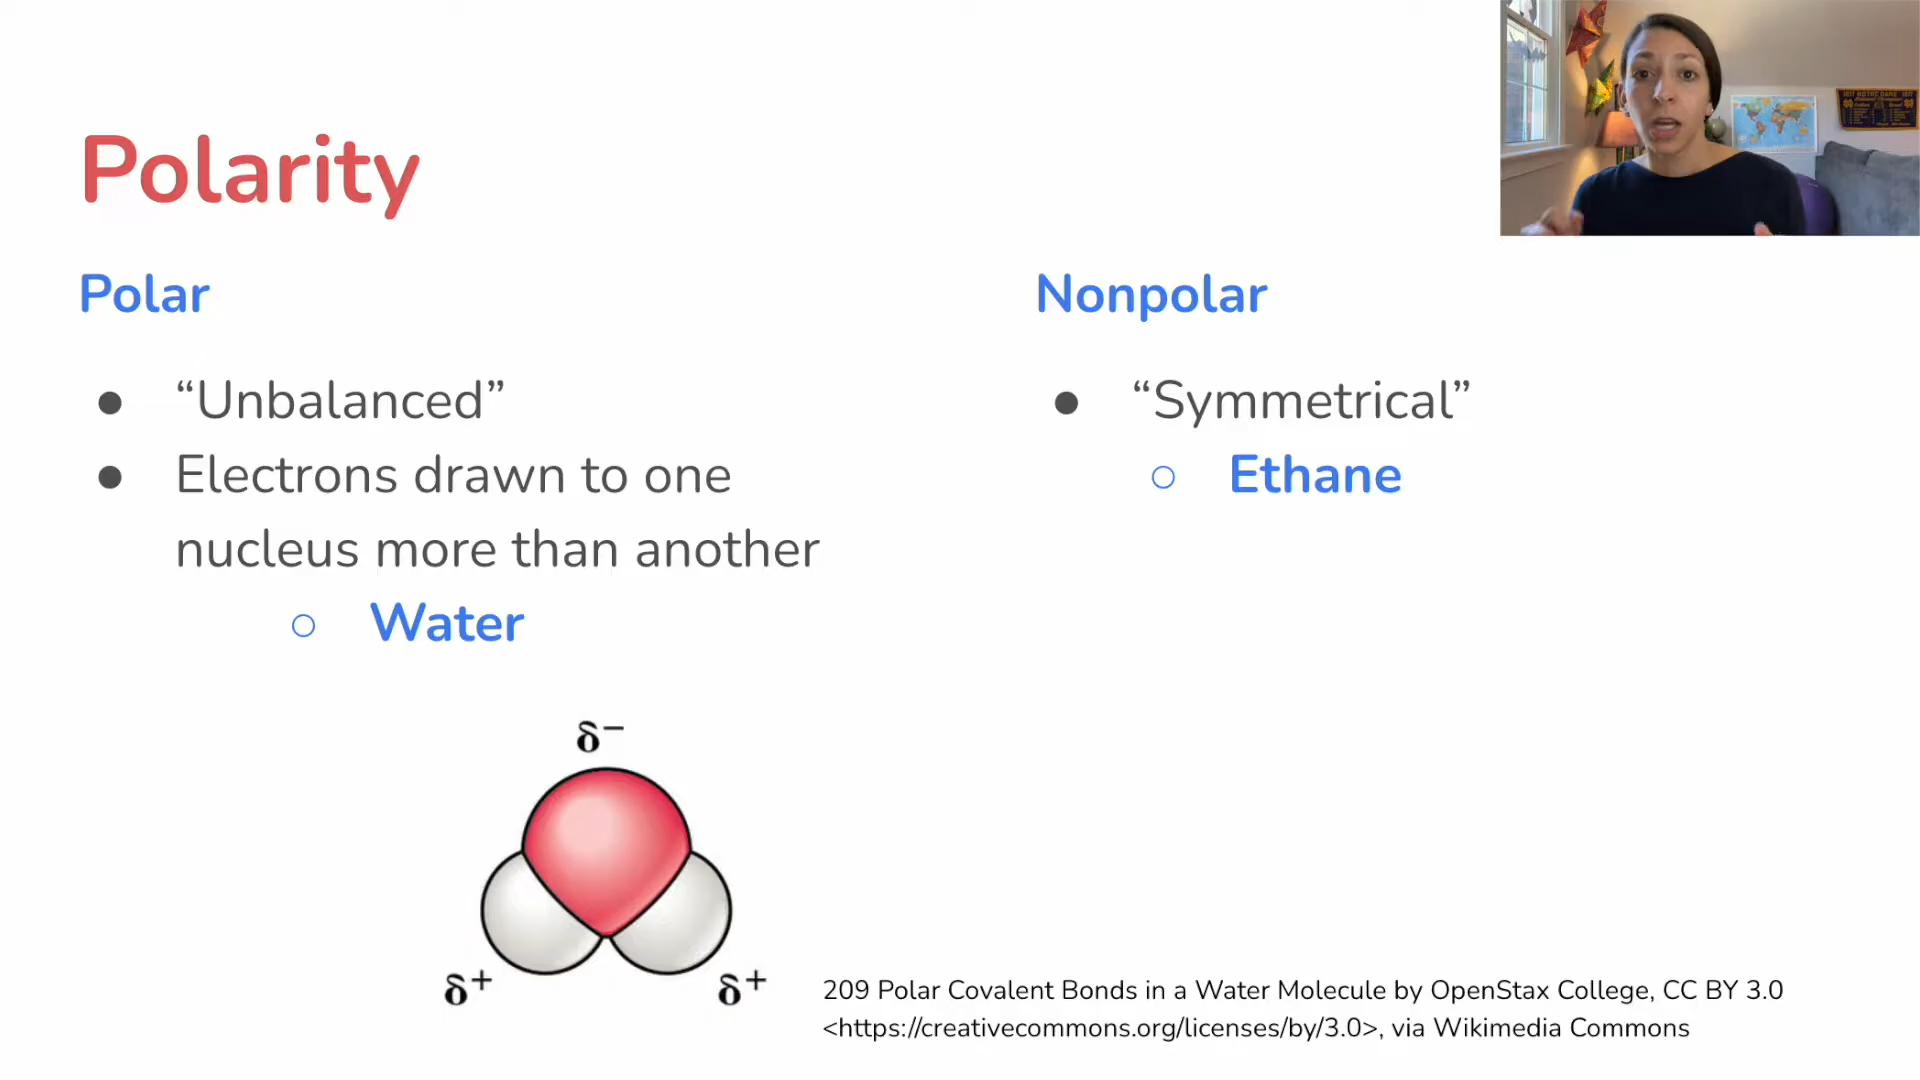 Polarity
Polar
● “Unbalanced”
● Electrons drawn to one
nucleus more than another
○ Water
δ−
δ+
δ+
Nonpolar
● “Symmetrical”
○ Ethane
209 Polar Covalent Bonds in a Water Molecule by OpenStax College, CC BY 3.0
<https://creativecommons.org/licenses/by/3.0>, via Wikimedia Commons